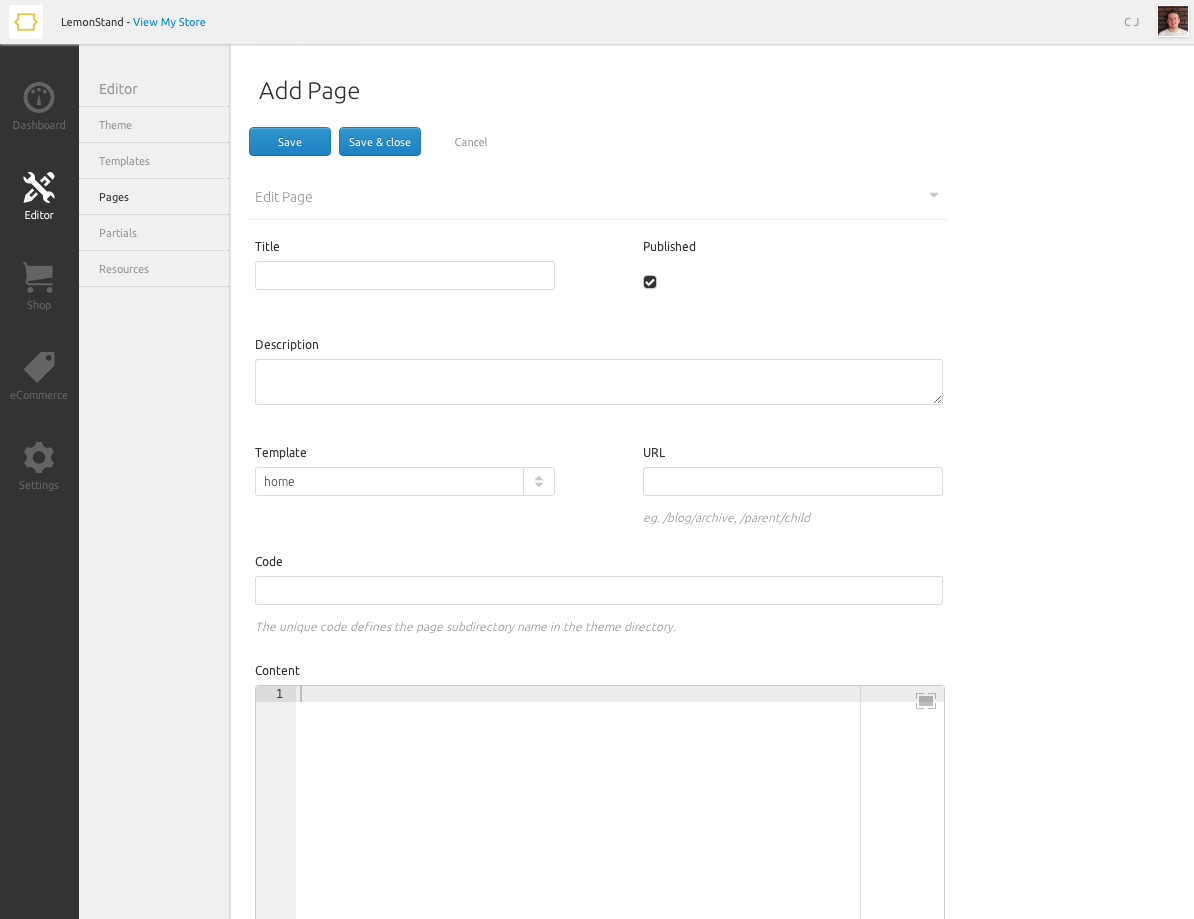 LemonStand - View My Store
C J
Dashboard
Editor
Shop
eCommerce
Settings
Editor
Theme
Templates
Pages
Partials
Resources
Add Page
Save
Save & close
Cancel
Edit Page
Title
Published
Description
Template
URL
home
eg. /blog/archive, /parent/child
Code
The unique code defines the page subdirectory name in the theme directory.
Content
1